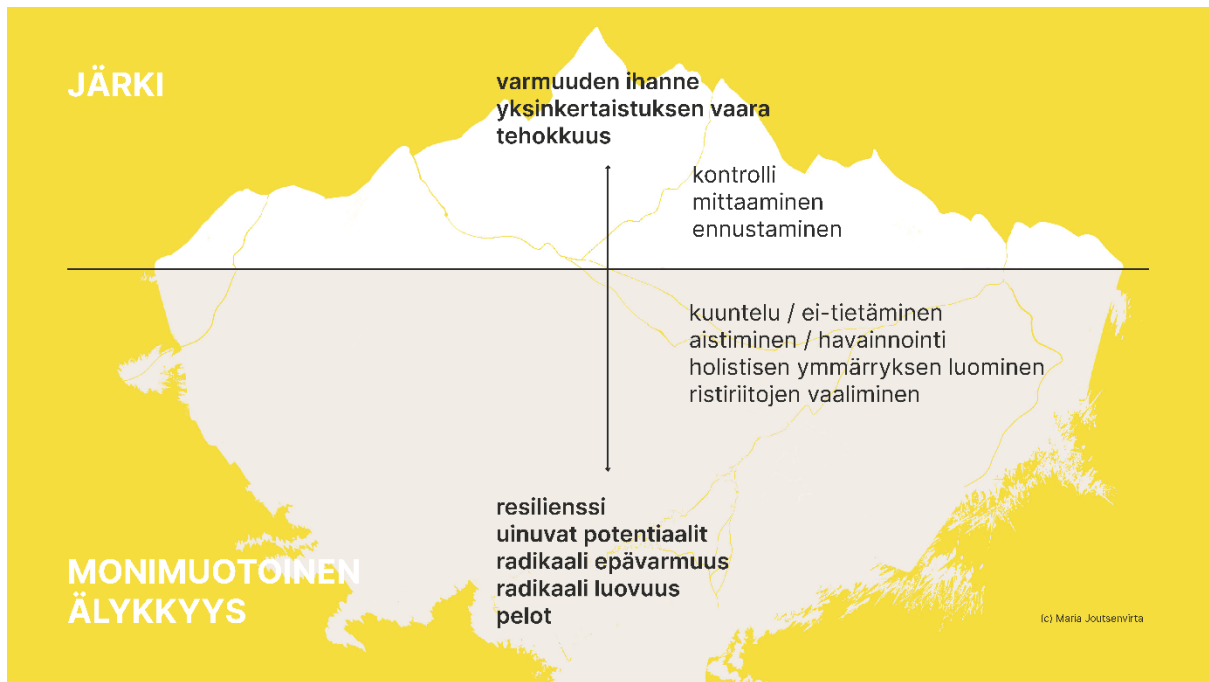 JÄRKI
varmuuden ihanne
yksinkertaistuksen vaara
tehokkuus
kontrolli
mittaaminen
ennustaminen
kuuntelu / ei-tietäminen
aistiminen / havainnointi
holistisen ymmärryksen luominen
ristiriitojen vaaliminen
resilienssi
uinuvat potentiaalit
radikaali epävarmuus
radikaali luovuus
pelot
MONIMUOTOINEN
ÄLYKKYYS
(c) Maria Joutsenvirta